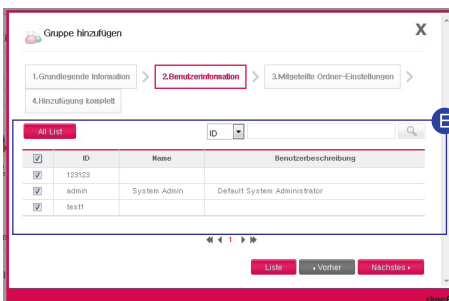 Gruppe hinzufügen X
1.Grundlegende Information > 2.Benutzerinformation > 3.Mitgeteilte Ordner-Einstellungen >
4.Hinzufügung komplett
All List ID
ID Name Benutzerbeschreibung
123123
admin System Admin Default System Administrator
test1
1
Liste Vorher Nächstes